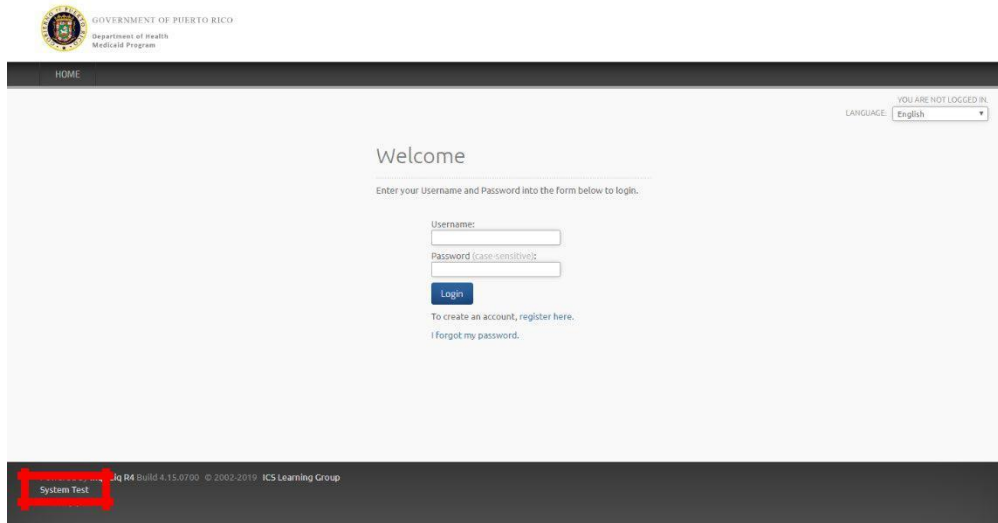 GOVERNMENT OF PUERTO RICO
Department of Health
Medicaid Program
HOME
YOU ARE NOT LOGGED IN.
LANGUAGE: English
Welcome
Enter your Username and Password into the form below to login.
Username:
Password (case-sensitive):
Login
To create an account, register here.
I forgot my password.
R4 Build 4.15.0700 © 2002-2019 ICS Learning Group
System Test